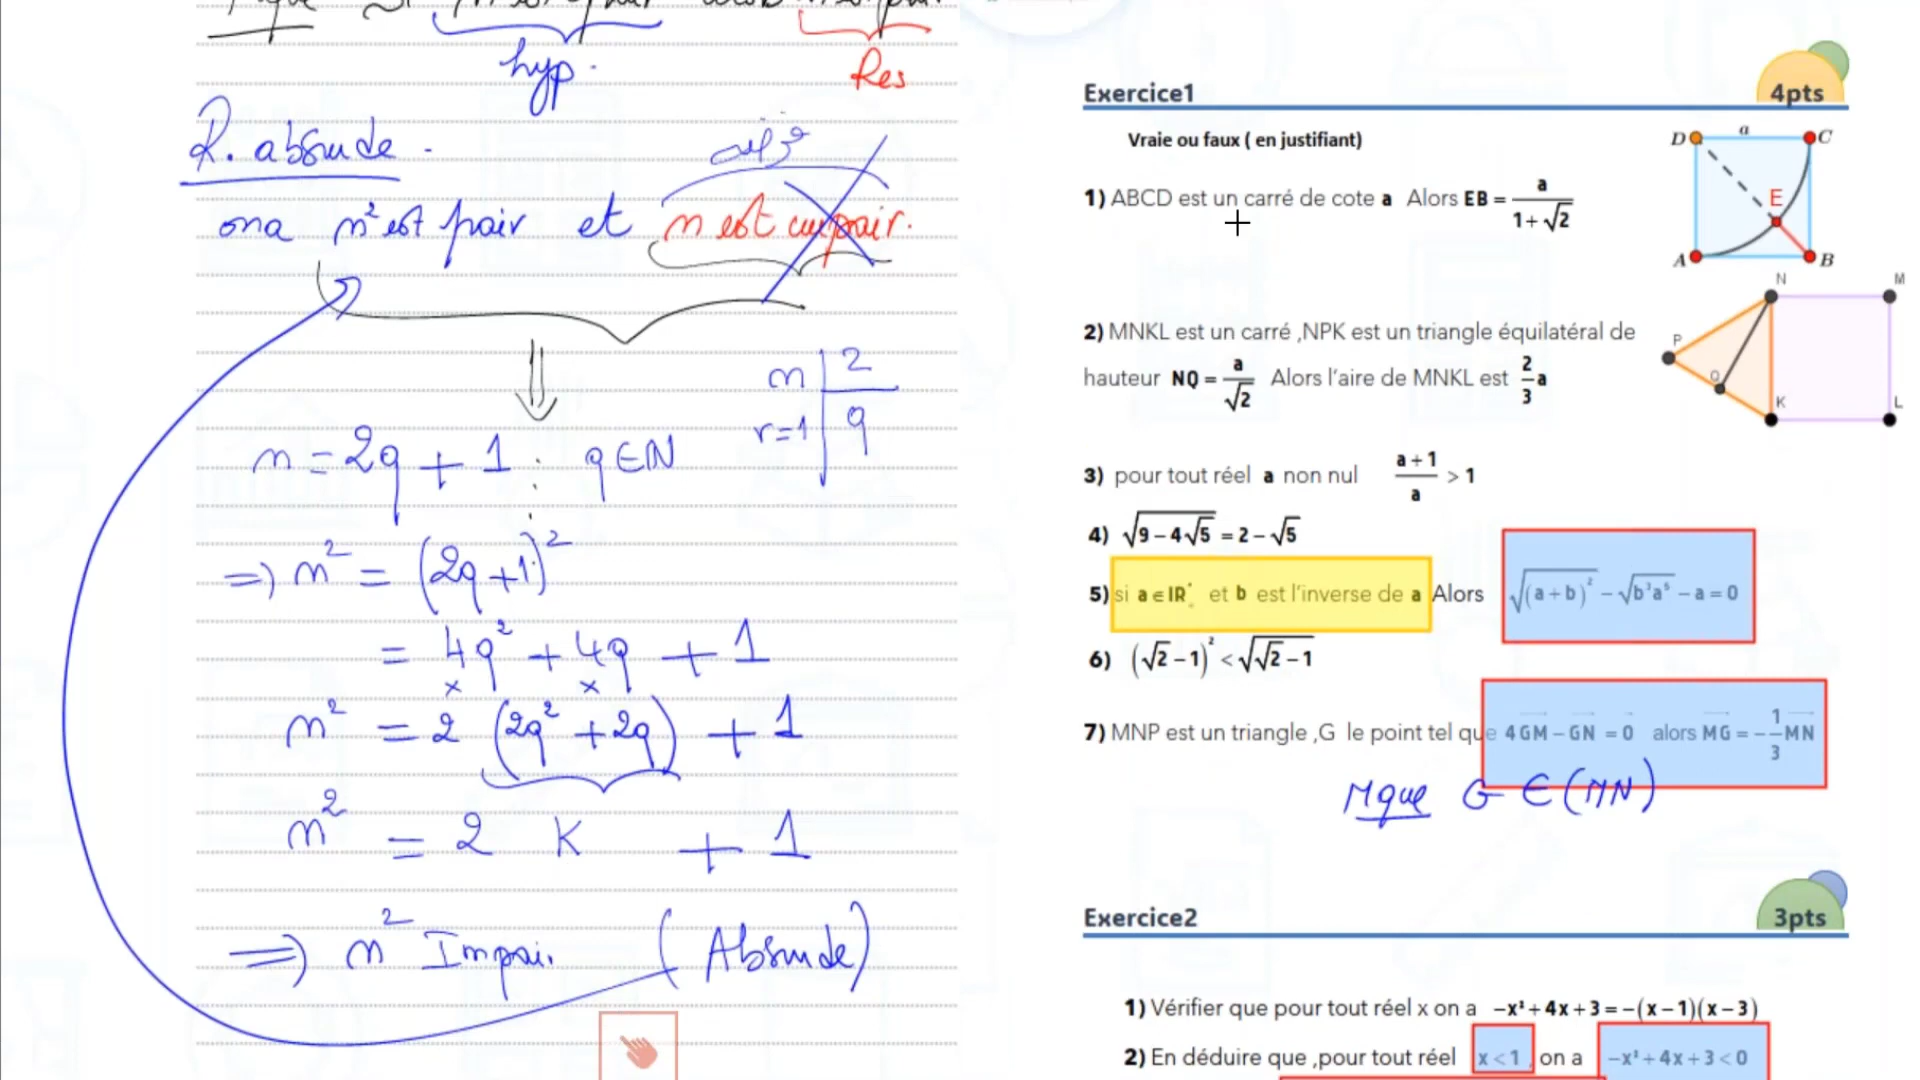 hyp.
Res
R. absurde.
ona n² est pair et n est impair.
n | 2
r=1 | q
n = 2q + 1 : q ∈ N
=> n² = (2q+1)²
= 4q² + 4q + 1
n² = 2 (2q² + 2q) + 1
n² = 2 K + 1
=> n² Impair (Absurde)
Exercice1
4pts
Vraie ou faux ( en justifiant)
1) ABCD est un carré de cote a Alors EB = a/(1+√2)
D a C
E
A B
2) MNKL est un carré ,NPK est un triangle équilatéral de
hauteur NQ = a/√2 Alors l'aire de MNKL est 2/3 a
N M
P
Q
K L
3) pour tout réel a non nul (a+1)/a > 1
4) √(9 − 4√5) = 2 − √5
5) si a ∈ IR*₊ et b est l'inverse de a Alors √((a+b)²) − √(b³a⁵) − a = 0
6) (√2 − 1)² < √(√2 − 1)
7) MNP est un triangle ,G le point tel que 4GM − GN = 0 alors MG = −1/3 MN
Mque G ∈ (MN)
Exercice2
3pts
1) Vérifier que pour tout réel x on a −x² + 4x + 3 = −(x − 1)(x − 3)
2) En déduire que ,pour tout réel x < 1 , on a −x² + 4x + 3 < 0